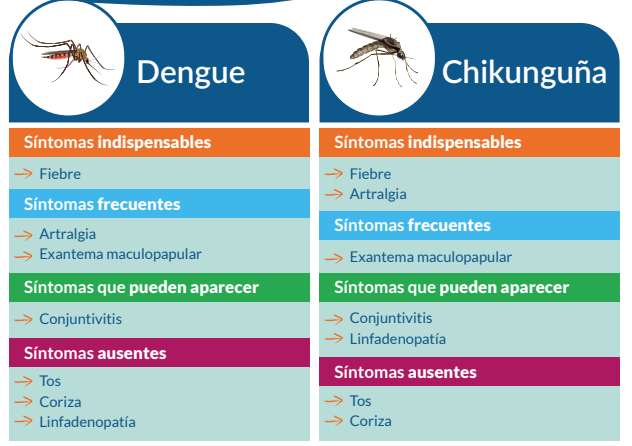 Dengue
Síntomas indispensables
Fiebre
Síntomas frecuentes
Artralgia
Exantema maculopapular
Síntomas que pueden aparecer
Conjuntivitis
Síntomas ausentes
Tos
Coriza
Linfadenopatía
Chikunguña
Síntomas indispensables
Fiebre
Artralgia
Síntomas frecuentes
Exantema maculopapular
Síntomas que pueden aparecer
Conjuntivitis
Linfadenopatía
Síntomas ausentes
Tos
Coriza